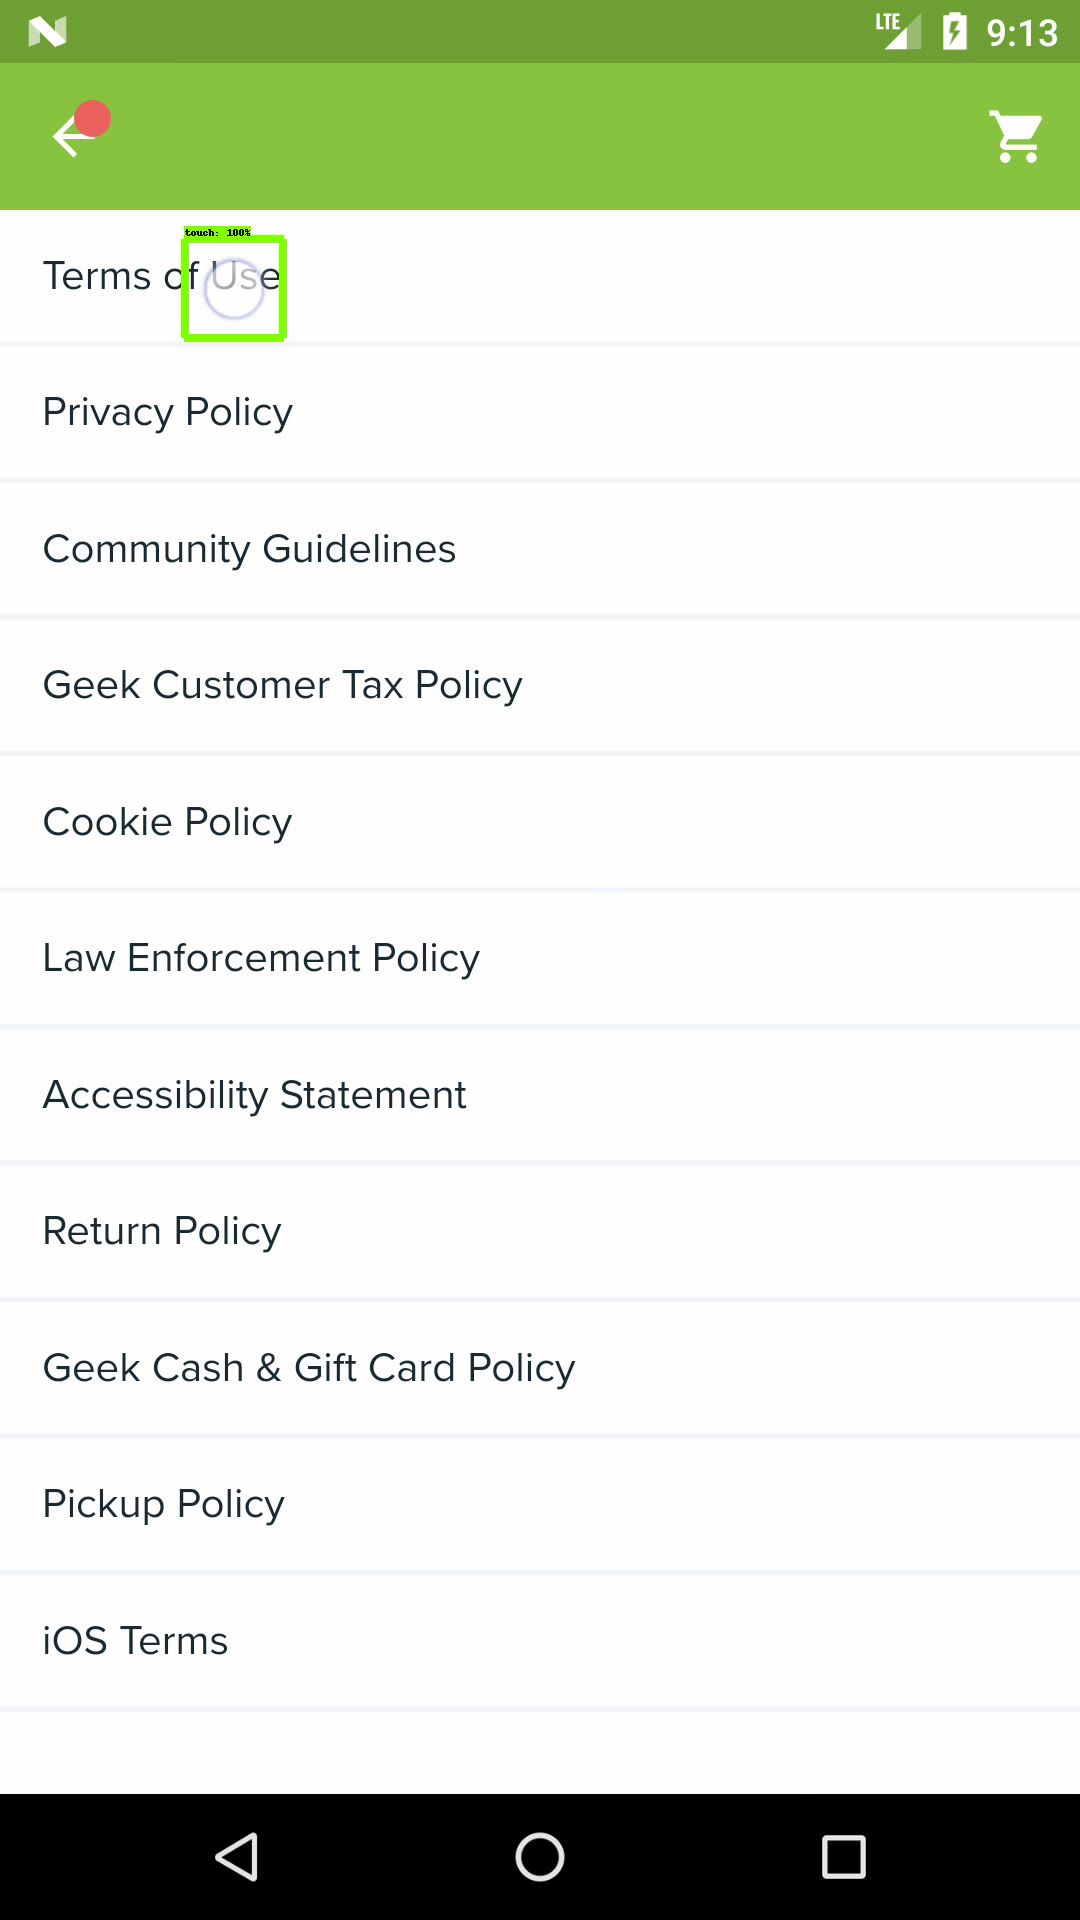 LTE 9:13
touch: 100%
Terms of Use
Privacy Policy
Community Guidelines
Geek Customer Tax Policy
Cookie Policy
Law Enforcement Policy
Accessibility Statement
Return Policy
Geek Cash & Gift Card Policy
Pickup Policy
iOS Terms